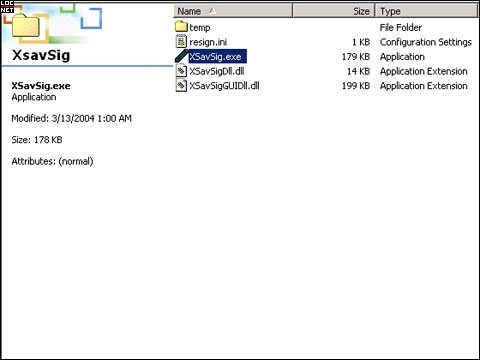 LOC
NET
XsavSig
XSavSig.exe
Application
Modified: 3/13/2004 1:00 AM
Size: 178 KB
Attributes: (normal)
Name Size Type
temp File Folder
resign.ini 1 KB Configuration Settings
XSavSig.exe 179 KB Application
XSavSigDll.dll 14 KB Application Extension
XSavSigGUIDll.dll 199 KB Application Extension